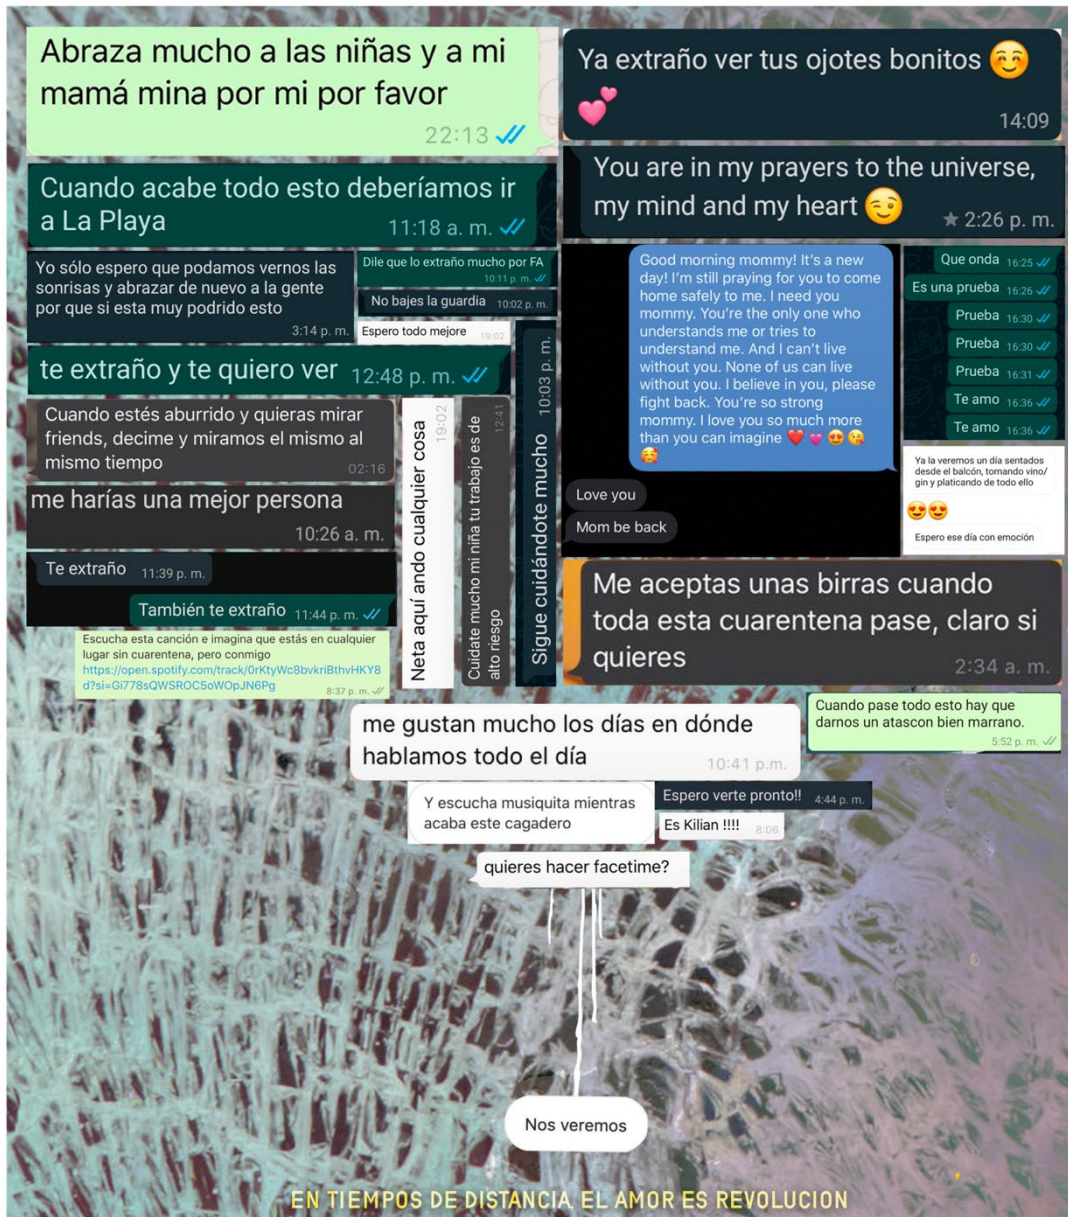 Abraza mucho a las niñas y a mi
mamá mina por mi por favor
22:13
Ya extraño ver tus ojotes bonitos 😊
💕
14:09
Cuando acabe todo esto deberíamos ir
a La Playa
11:18 a. m.
You are in my prayers to the universe,
my mind and my heart 😉
★ 2:26 p. m.
Yo sólo espero que podamos vernos las
sonrisas y abrazar de nuevo a la gente
por que si esta muy podrido esto
3:14 p. m.
Dile que lo extraño mucho por FA
10:11 p. m.
No bajes la guardia 10:02 p. m.
Espero todo mejore 19:02
te extraño y te quiero ver 12:48 p. m.
Cuando estés aburrido y quieras mirar
friends, decime y miramos el mismo al
mismo tiempo
02:16
me harías una mejor persona
10:26 a. m.
Te extraño 11:39 p. m.
También te extraño 11:44 p. m.
Escucha esta canción e imagina que estás en cualquier
lugar sin cuarentena, pero conmigo
https://open.spotify.com/track/0rKtyWc8bvkriBthvHKY8
d?si=Gi778sQWSROC5oWOpJN6Pg
8:37 p. m.
Neta aquí ando cualquier cosa
19:02
Cuidate mucho mi niña tu trabajo es de
alto riesgo
12:41
Sigue cuidándote mucho 10:03 p. m.
Good morning mommy! It's a new
day! I'm still praying for you to come
home safely to me. I need you
mommy. You're the only one who
understands me or tries to
understand me. And I can't live
without you. None of us can live
without you. I believe in you, please
fight back. You're so strong
mommy. I love you so much more
than you can imagine ❤️💓😍😘
🥰
Love you
Mom be back
Que onda 16:25
Es una prueba 16:26
Prueba 16:30
Prueba 16:30
Prueba 16:31
Te amo 16:36
Te amo 16:36
Ya la veremos un día sentados
desde el balcón, tomando vino/
gin y platicando de todo ello
😍😍
Espero ese día con emoción
Me aceptas unas birras cuando
toda esta cuarentena pase, claro si
quieres
2:34 a. m.
Cuando pase todo esto hay que
darnos un atascon bien marrano.
5:52 p. m.
me gustan mucho los días en dónde
hablamos todo el día
10:41 p.m.
Y escucha musiquita mientras
acaba este cagadero
Espero verte pronto!! 4:44 p. m.
Es Kilian !!!! 8:06
quieres hacer facetime?
Nos veremos
EN TIEMPOS DE DISTANCIA, EL AMOR ES REVOLUCION